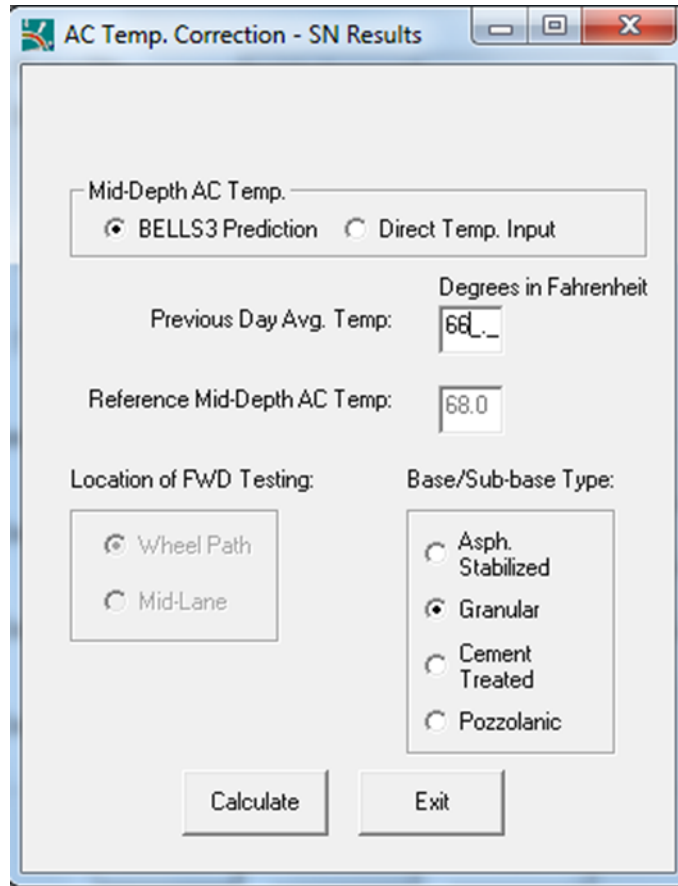 AC Temp. Correction - SN Results
Mid-Depth AC Temp.
BELLS3 Prediction
Direct Temp. Input
Degrees in Fahrenheit
Previous Day Avg. Temp:
66_._
Reference Mid-Depth AC Temp:
68.0
Location of FWD Testing:
Wheel Path
Mid-Lane
Base/Sub-base Type:
Asph.
Stabilized
Granular
Cement
Treated
Pozzolanic
Calculate
Exit